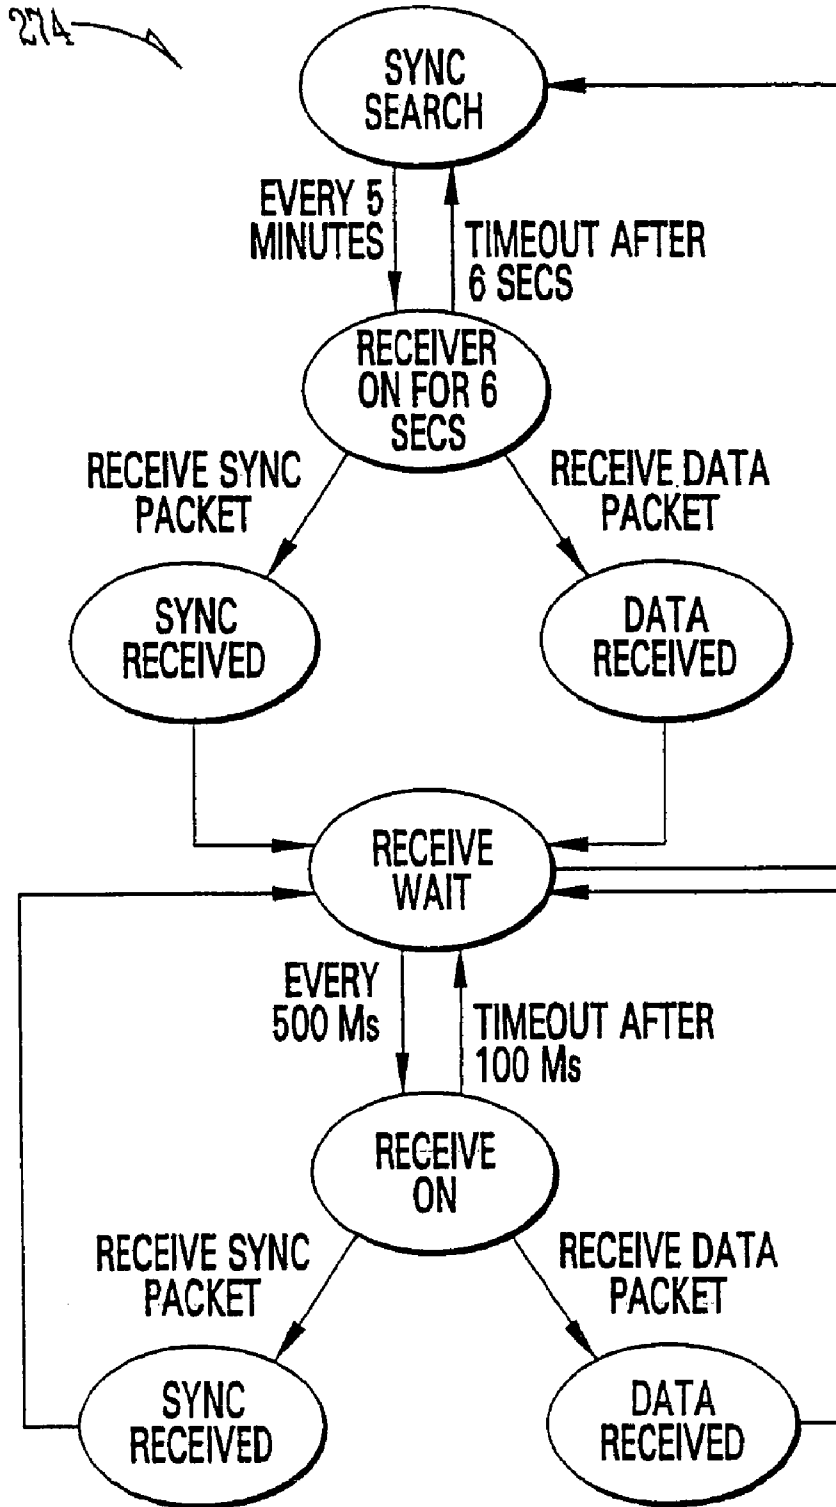 274
SYNC
SEARCH
EVERY 5
MINUTES
TIMEOUT AFTER
6 SECS
RECEIVER
ON FOR 6
SECS
RECEIVE SYNC
PACKET
RECEIVE DATA
PACKET
SYNC
RECEIVED
DATA
RECEIVED
RECEIVE
WAIT
EVERY
500 Ms
TIMEOUT AFTER
100 Ms
RECEIVE
ON
RECEIVE SYNC
PACKET
RECEIVE DATA
PACKET
SYNC
RECEIVED
DATA
RECEIVED